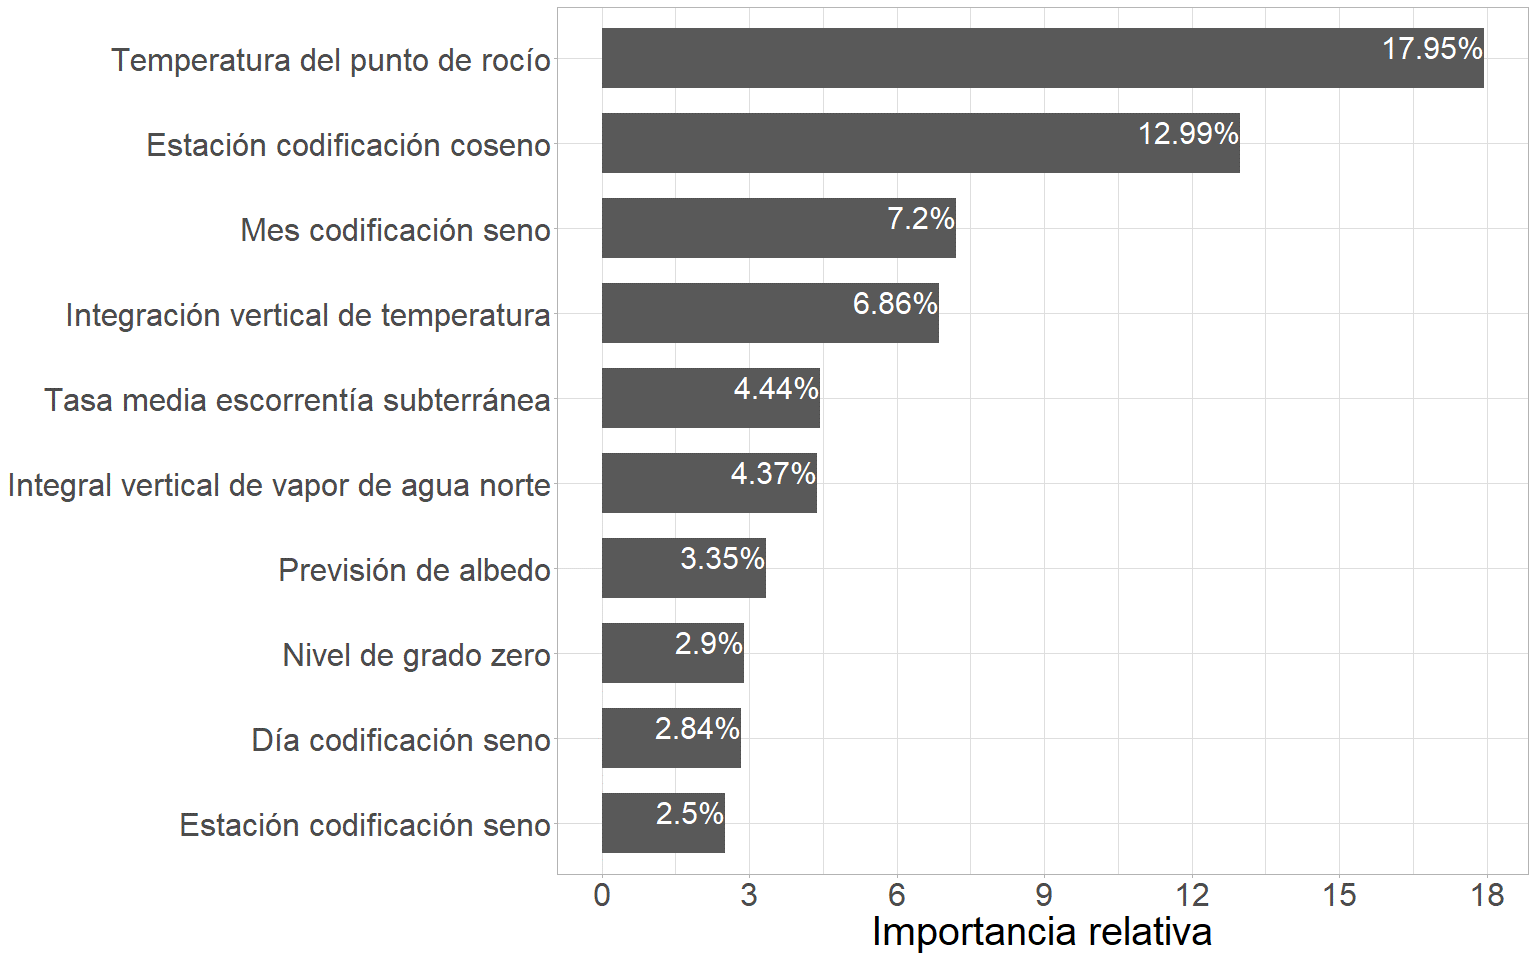 Temperatura del punto de rocío 17.95%
Estación codificación coseno 12.99%
Mes codificación seno 7.2%
Integración vertical de temperatura 6.86%
Tasa media escorrentía subterránea 4.44%
Integral vertical de vapor de agua norte 4.37%
Previsión de albedo 3.35%
Nivel de grado zero 2.9%
Día codificación seno 2.84%
Estación codificación seno 2.5%
0 3 6 9 12 15 18
Importancia relativa